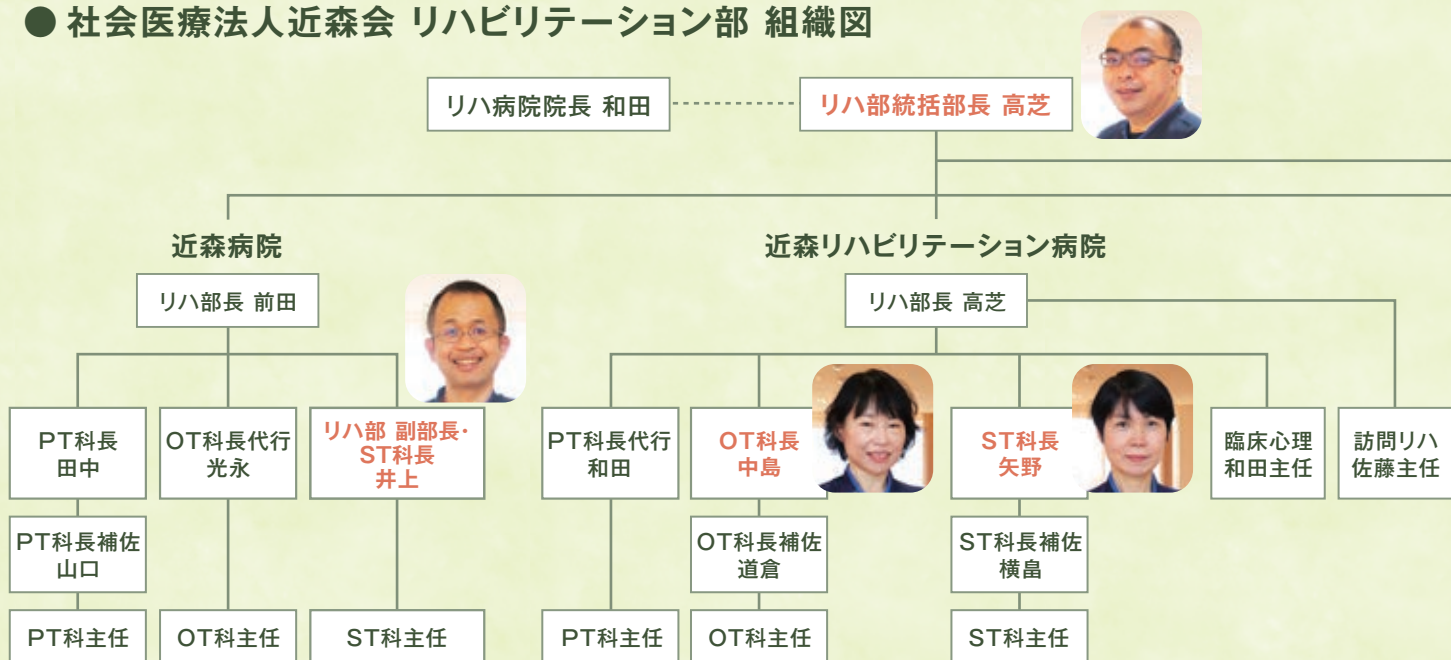 ● 社会医療法人近森会 リハビリテーション部 組織図
リハ病院院長 和田
リハ部統括部長 高芝
近森病院
リハ部長 前田
PT科長
田中
OT科長代行
光永
リハ部 副部長・
ST科長
井上
PT科長補佐
山口
PT科主任
OT科主任
ST科主任
近森リハビリテーション病院
リハ部長 高芝
PT科長代行
和田
OT科長
中島
ST科長
矢野
臨床心理
和田主任
訪問リハ
佐藤主任
OT科長補佐
道倉
ST科長補佐
横畠
PT科主任
OT科主任
ST科主任